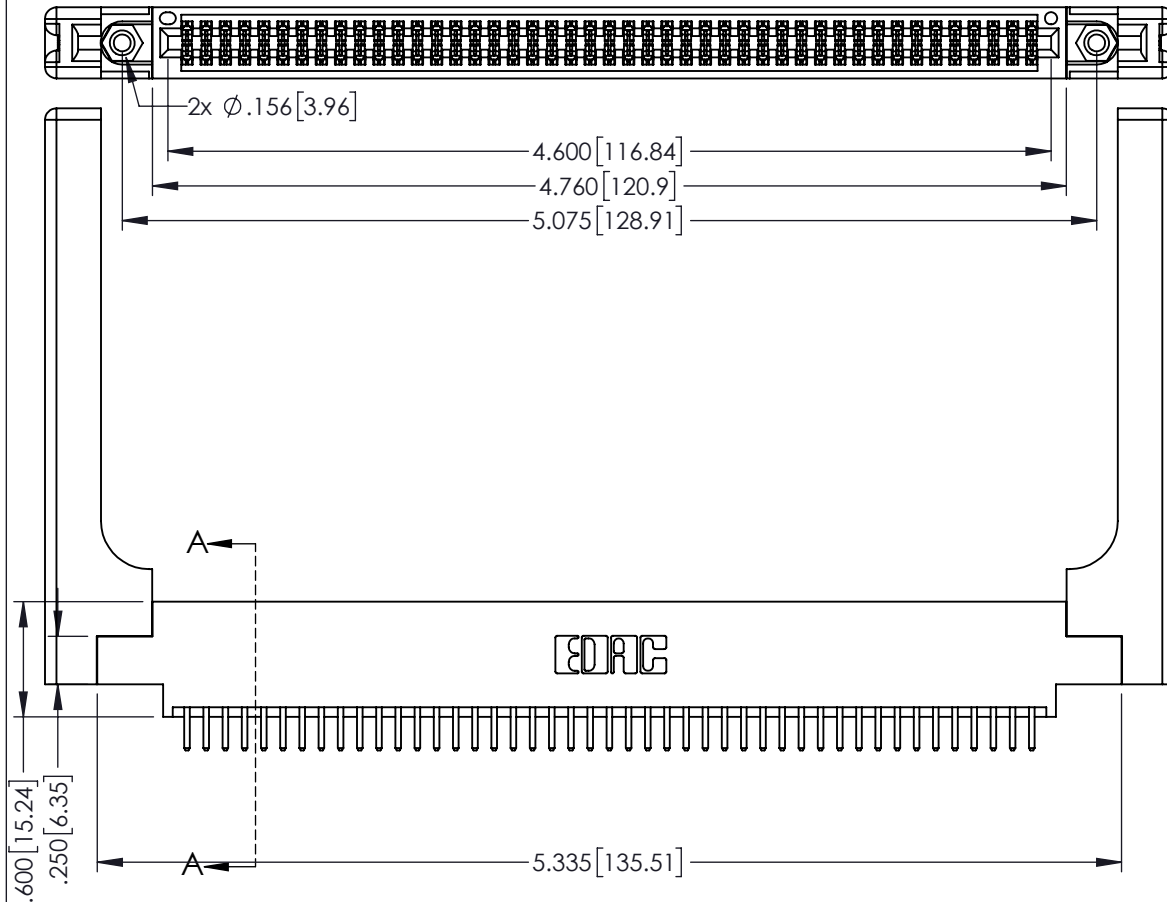 2x Ø.156[3.96]
4.600[116.84]
4.760[120.9]
5.075[128.91]
A
EDAC
.600[15.24]
.250[6.35]
A
5.335[135.51]